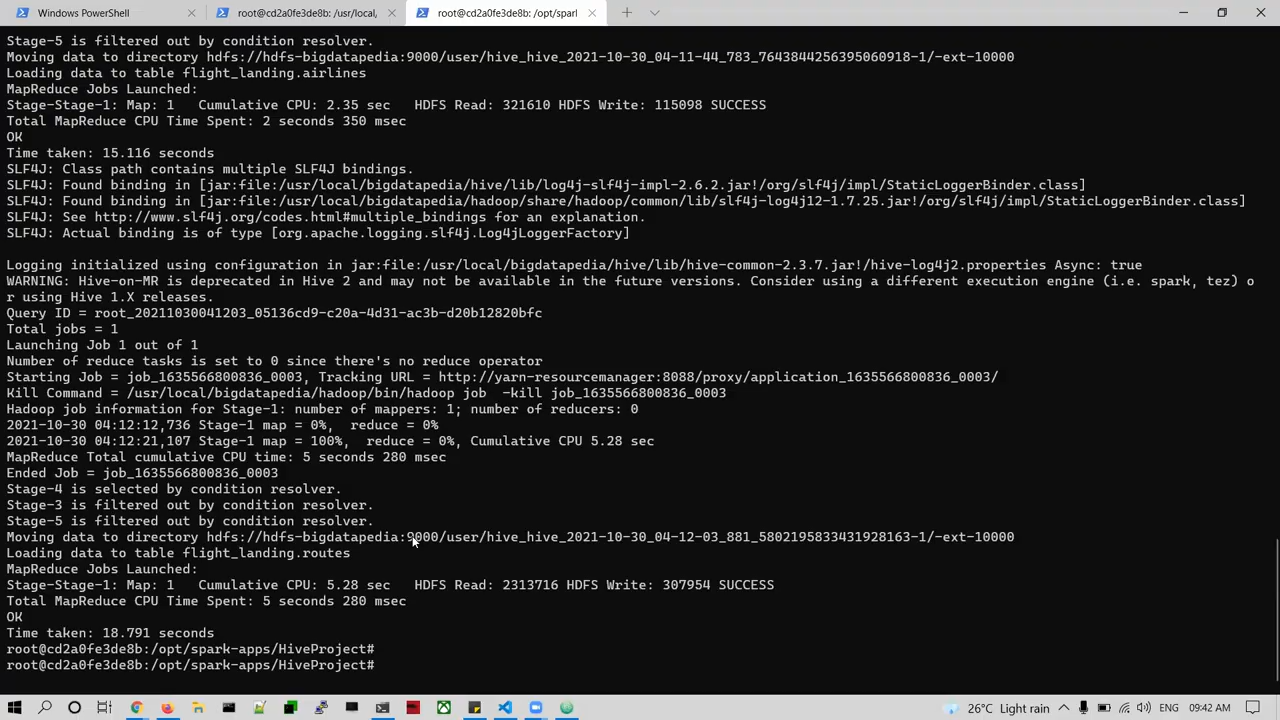 Windows PowerShell
root@cd2a0fe3de8b: /usr/local,
root@cd2a0fe3de8b: /opt/spark
Stage-5 is filtered out by condition resolver.
Moving data to directory hdfs://hdfs-bigdatapedia:9000/user/hive_hive_2021-10-30_04-11-44_783_7643844256395060918-1/-ext-10000
Loading data to table flight_landing.airlines
MapReduce Jobs Launched:
Stage-Stage-1: Map: 1   Cumulative CPU: 2.35 sec   HDFS Read: 321610 HDFS Write: 115098 SUCCESS
Total MapReduce CPU Time Spent: 2 seconds 350 msec
OK
Time taken: 15.116 seconds
SLF4J: Class path contains multiple SLF4J bindings.
SLF4J: Found binding in [jar:file:/usr/local/bigdatapedia/hive/lib/log4j-slf4j-impl-2.6.2.jar!/org/slf4j/impl/StaticLoggerBinder.class]
SLF4J: Found binding in [jar:file:/usr/local/bigdatapedia/hadoop/share/hadoop/common/lib/slf4j-log4j12-1.7.25.jar!/org/slf4j/impl/StaticLoggerBinder.class]
SLF4J: See http://www.slf4j.org/codes.html#multiple_bindings for an explanation.
SLF4J: Actual binding is of type [org.apache.logging.slf4j.Log4jLoggerFactory]
Logging initialized using configuration in jar:file:/usr/local/bigdatapedia/hive/lib/hive-common-2.3.7.jar!/hive-log4j2.properties Async: true
WARNING: Hive-on-MR is deprecated in Hive 2 and may not be available in the future versions. Consider using a different execution engine (i.e. spark, tez) o
r using Hive 1.X releases.
Query ID = root_20211030041203_05136cd9-c20a-4d31-ac3b-d20b12820bfc
Total jobs = 1
Launching Job 1 out of 1
Number of reduce tasks is set to 0 since there's no reduce operator
Starting Job = job_1635566800836_0003, Tracking URL = http://yarn-resourcemanager:8088/proxy/application_1635566800836_0003/
Kill Command = /usr/local/bigdatapedia/hadoop/bin/hadoop job  -kill job_1635566800836_0003
Hadoop job information for Stage-1: number of mappers: 1; number of reducers: 0
2021-10-30 04:12:12,736 Stage-1 map = 0%,  reduce = 0%
2021-10-30 04:12:21,107 Stage-1 map = 100%,  reduce = 0%, Cumulative CPU 5.28 sec
MapReduce Total cumulative CPU time: 5 seconds 280 msec
Ended Job = job_1635566800836_0003
Stage-4 is selected by condition resolver.
Stage-3 is filtered out by condition resolver.
Stage-5 is filtered out by condition resolver.
Moving data to directory hdfs://hdfs-bigdatapedia:9000/user/hive_hive_2021-10-30_04-12-03_881_5802195833431928163-1/-ext-10000
Loading data to table flight_landing.routes
MapReduce Jobs Launched:
Stage-Stage-1: Map: 1   Cumulative CPU: 5.28 sec   HDFS Read: 2313716 HDFS Write: 307954 SUCCESS
Total MapReduce CPU Time Spent: 5 seconds 280 msec
OK
Time taken: 18.791 seconds
root@cd2a0fe3de8b:/opt/spark-apps/HiveProject#
root@cd2a0fe3de8b:/opt/spark-apps/HiveProject#
26°C Light rain
ENG
09:42 AM